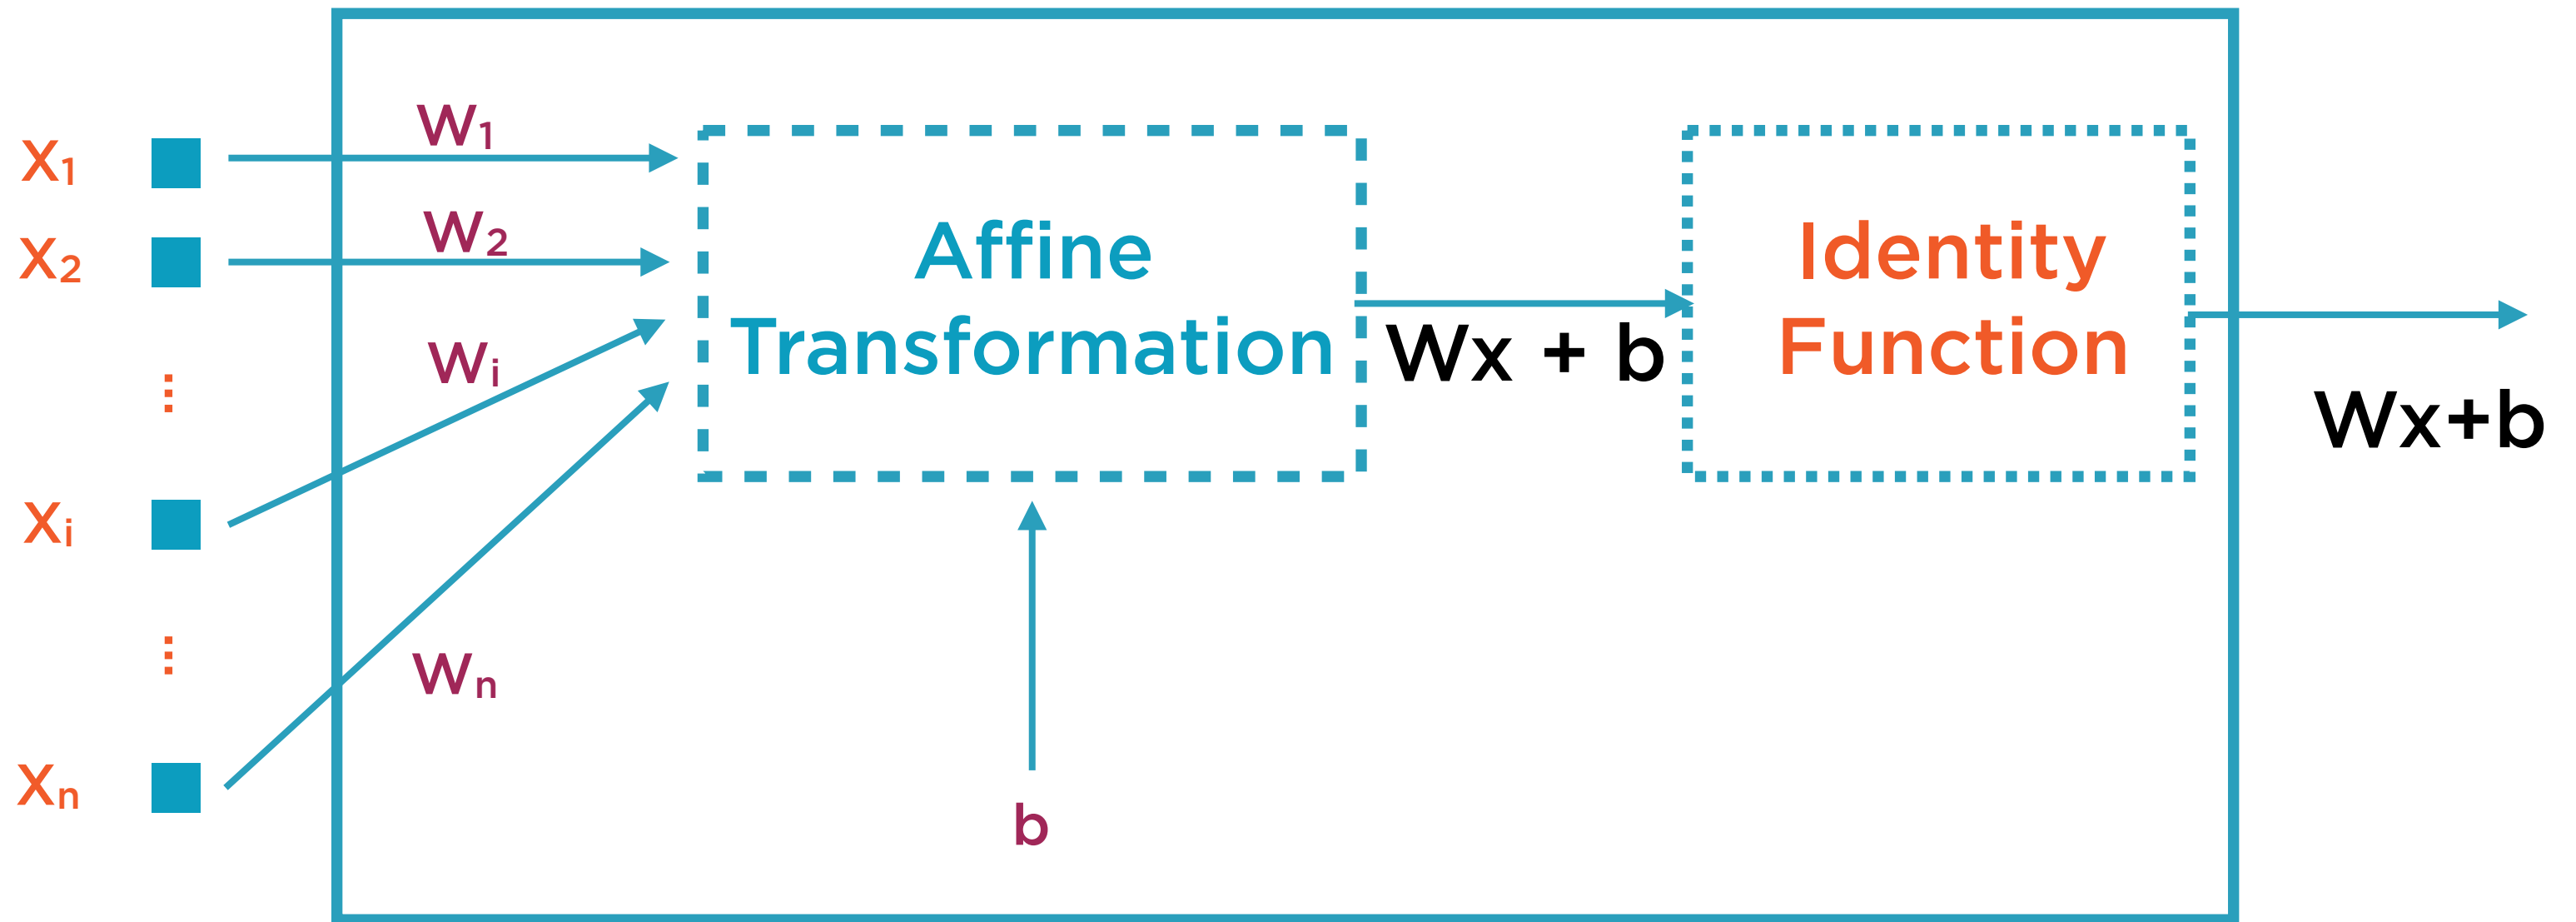 X₁
X₂
⋮
Xᵢ
⋮
Xₙ
W₁
W₂
Wᵢ
Wₙ
Affine
Transformation
b
Wx + b
Identity
Function
Wx+b